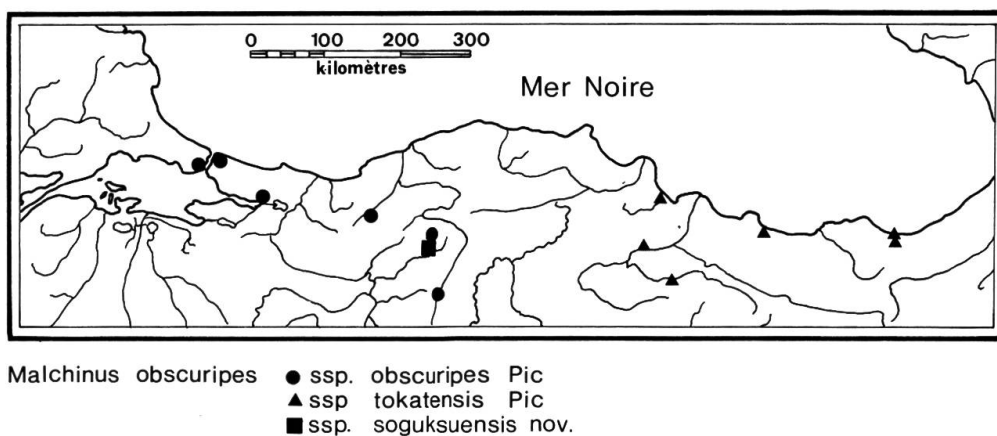 0 100 200 300
kilomètres
Mer Noire
Malchinus obscuripes ● ssp. obscuripes Pic
▲ ssp tokatensis Pic
■ ssp. soguksuensis nov.